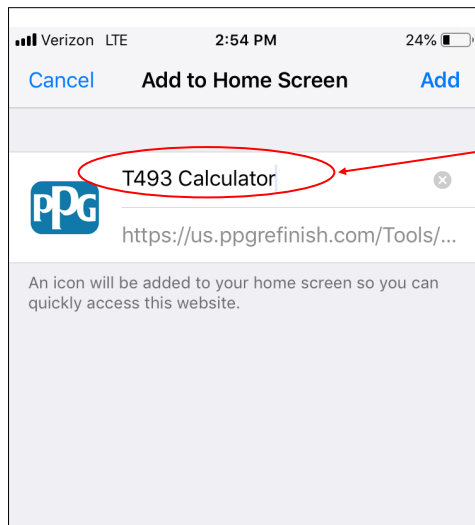 Verizon LTE 2:54 PM 24%
Cancel Add to Home Screen Add
T493 Calculator
PPG
https://us.ppgrefinish.com/Tools/...
An icon will be added to your home screen so you can
quickly access this website.